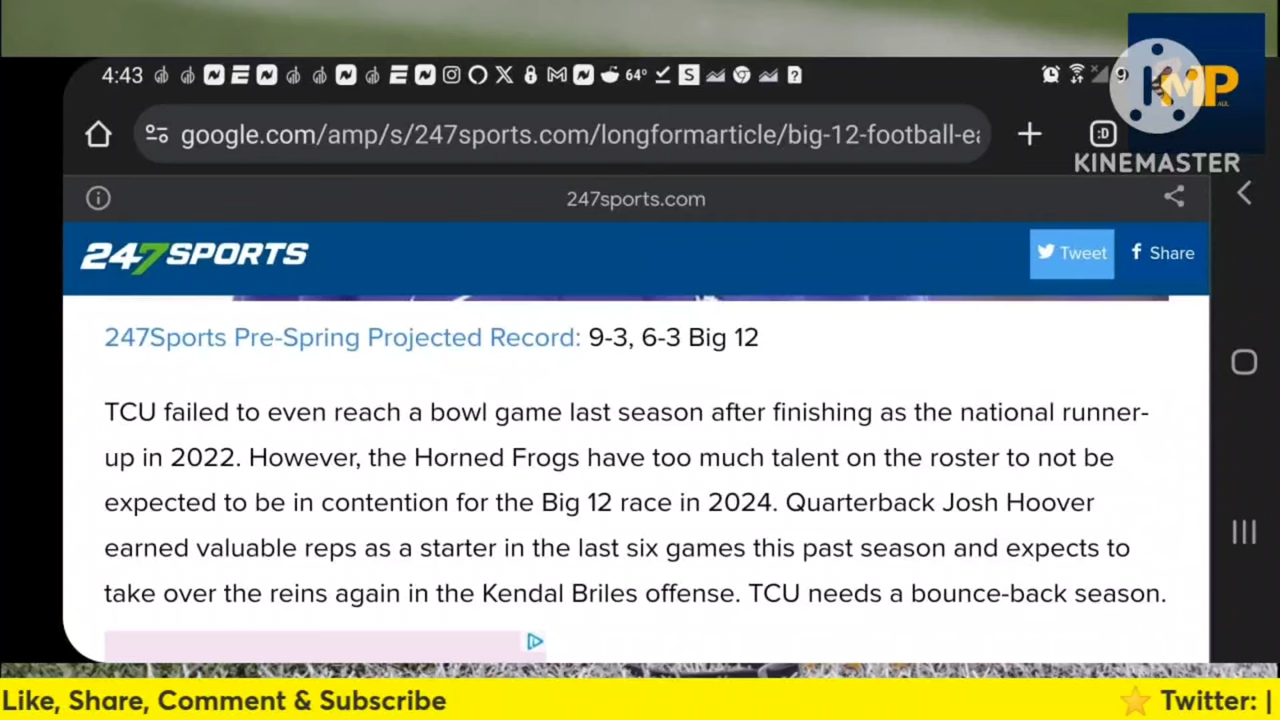 4:43
64°
google.com/amp/s/247sports.com/longformarticle/big-12-football-ea
:D
KMP
KINEMASTER
247sports.com
247SPORTS
Tweet
Share
247Sports Pre-Spring Projected Record: 9-3, 6-3 Big 12
TCU failed to even reach a bowl game last season after finishing as the national runner-
up in 2022. However, the Horned Frogs have too much talent on the roster to not be
expected to be in contention for the Big 12 race in 2024. Quarterback Josh Hoover
earned valuable reps as a starter in the last six games this past season and expects to
take over the reins again in the Kendal Briles offense. TCU needs a bounce-back season.
Like, Share, Comment & Subscribe
Twitter: |